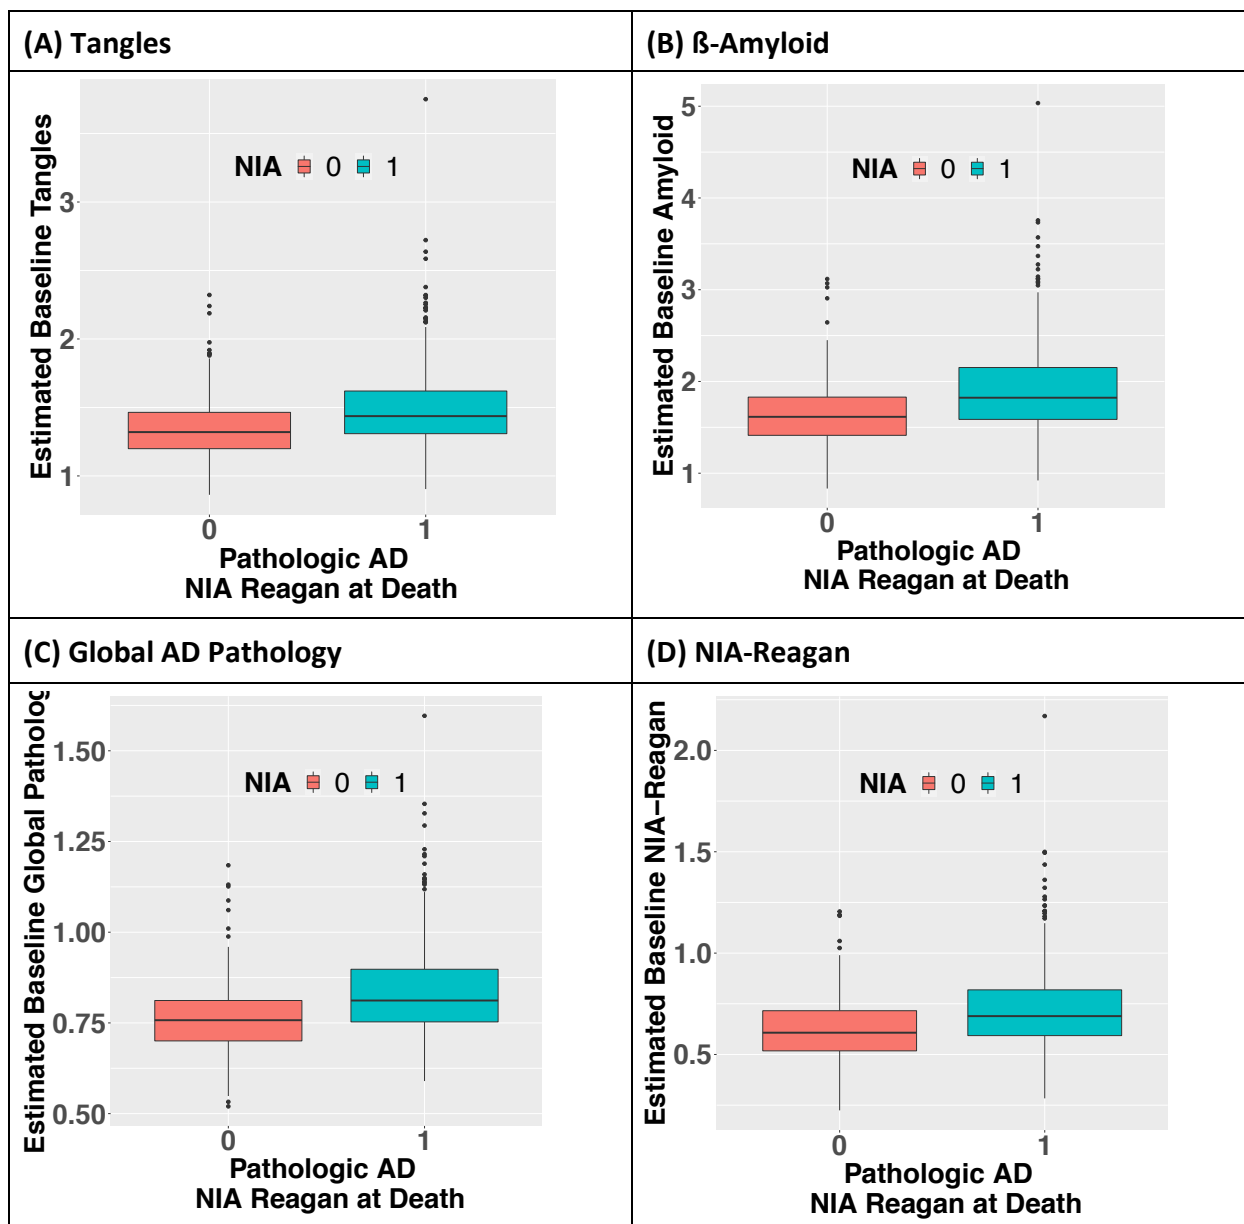 (A) Tangles
(B) ß-Amyloid
Estimated Baseline Tangles
3
2
1
NIA 0 1
0 1
Pathologic AD
NIA Reagan at Death
Estimated Baseline Amyloid
5
4
3
2
1
NIA 0 1
0 1
Pathologic AD
NIA Reagan at Death
(C) Global AD Pathology
(D) NIA-Reagan
Estimated Baseline Global Patholog
1.50
1.25
1.00
0.75
0.50
NIA 0 1
0 1
Pathologic AD
NIA Reagan at Death
Estimated Baseline NIA−Reagan
2.0
1.5
1.0
0.5
NIA 0 1
0 1
Pathologic AD
NIA Reagan at Death